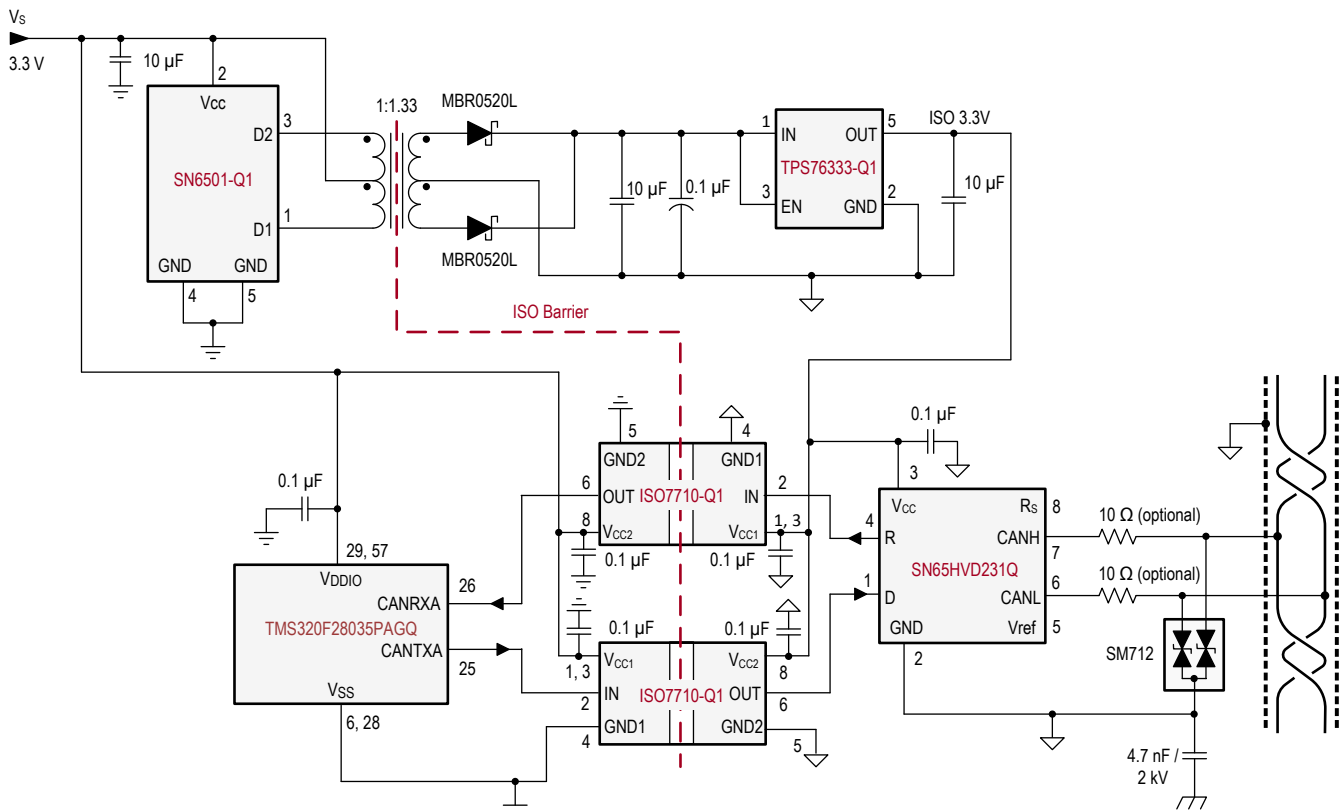 VS
3.3 V
10 µF
2
Vcc
D2
3
SN6501-Q1
D1
1
GND
GND
4
5
1:1.33
MBR0520L
MBR0520L
10 µF
0.1 µF
1
IN
OUT
5
TPS76333-Q1
3
EN
GND
2
ISO 3.3V
10 µF
ISO Barrier
5
4
GND2
GND1
6
OUT
ISO7710-Q1
IN
2
8
VCC2
VCC1
1, 3
0.1 µF
0.1 µF
0.1 µF
29, 57
VDDIO
26
CANRXA
TMS320F28035PAGQ
CANTXA
25
VSS
6, 28
0.1 µF
0.1 µF
1, 3
VCC1
VCC2
8
IN
ISO7710-Q1
OUT
2
6
GND1
GND2
4
5
0.1 µF
3
VCC
RS
8
4
R
CANH
7
SN65HVD231Q
1
D
CANL
6
GND
Vref
5
2
10 Ω (optional)
10 Ω (optional)
SM712
4.7 nF /
2 kV